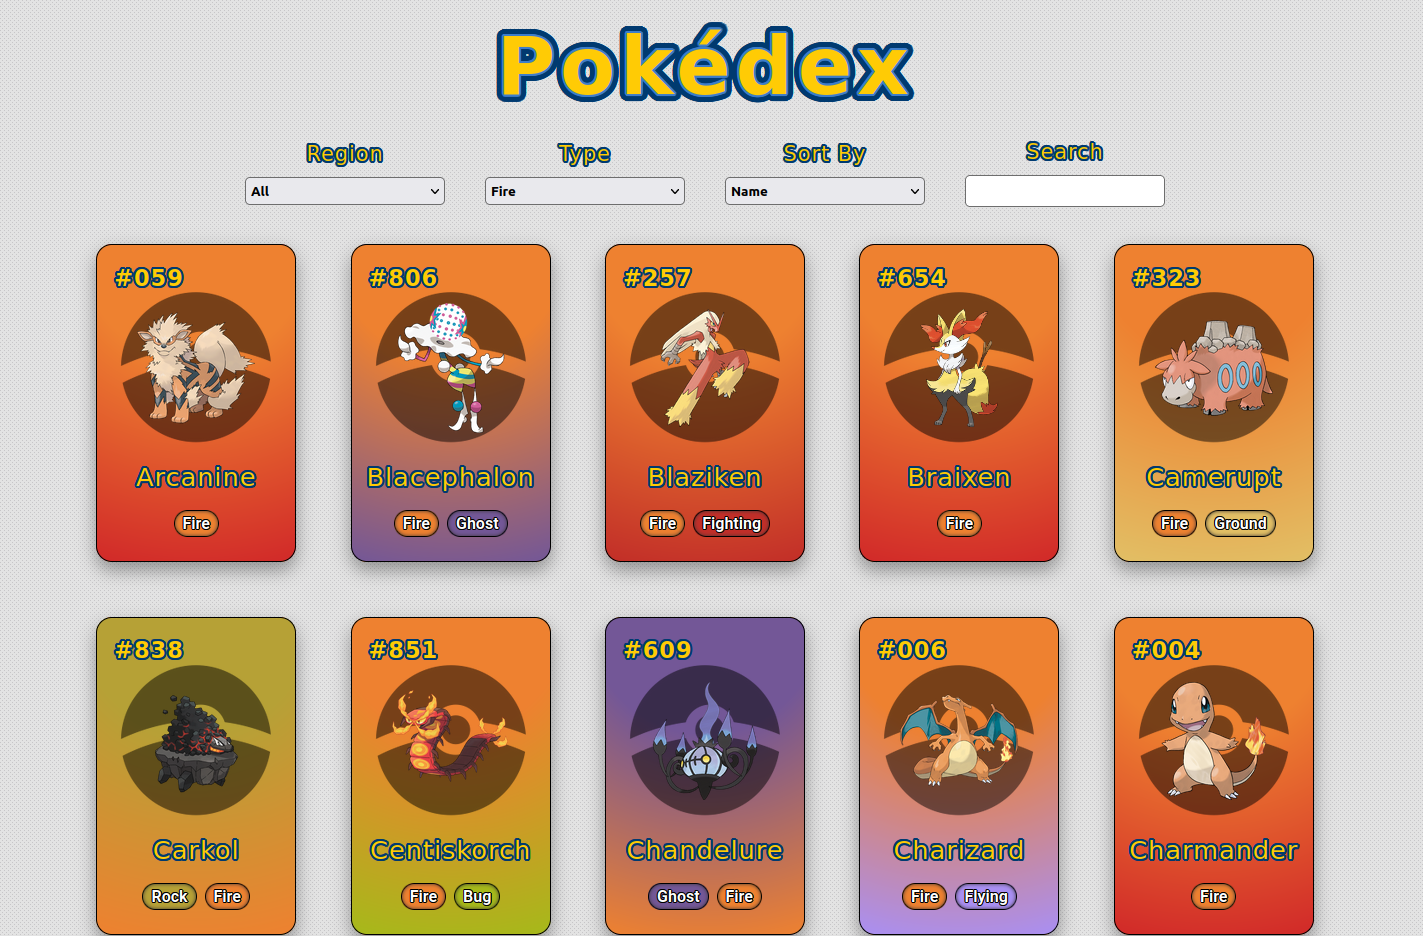 Pokédex
Region Type Sort By Search
All Fire Name
#059 #806 #257 #654 #323
Arcanine Blacephalon Blaziken Braixen Camerupt
Fire Fire Ghost Fire Fighting Fire Fire Ground
#838 #851 #609 #006 #004
Carkol Centiskorch Chandelure Charizard Charmander
Rock Fire Fire Bug Ghost Fire Fire Flying Fire